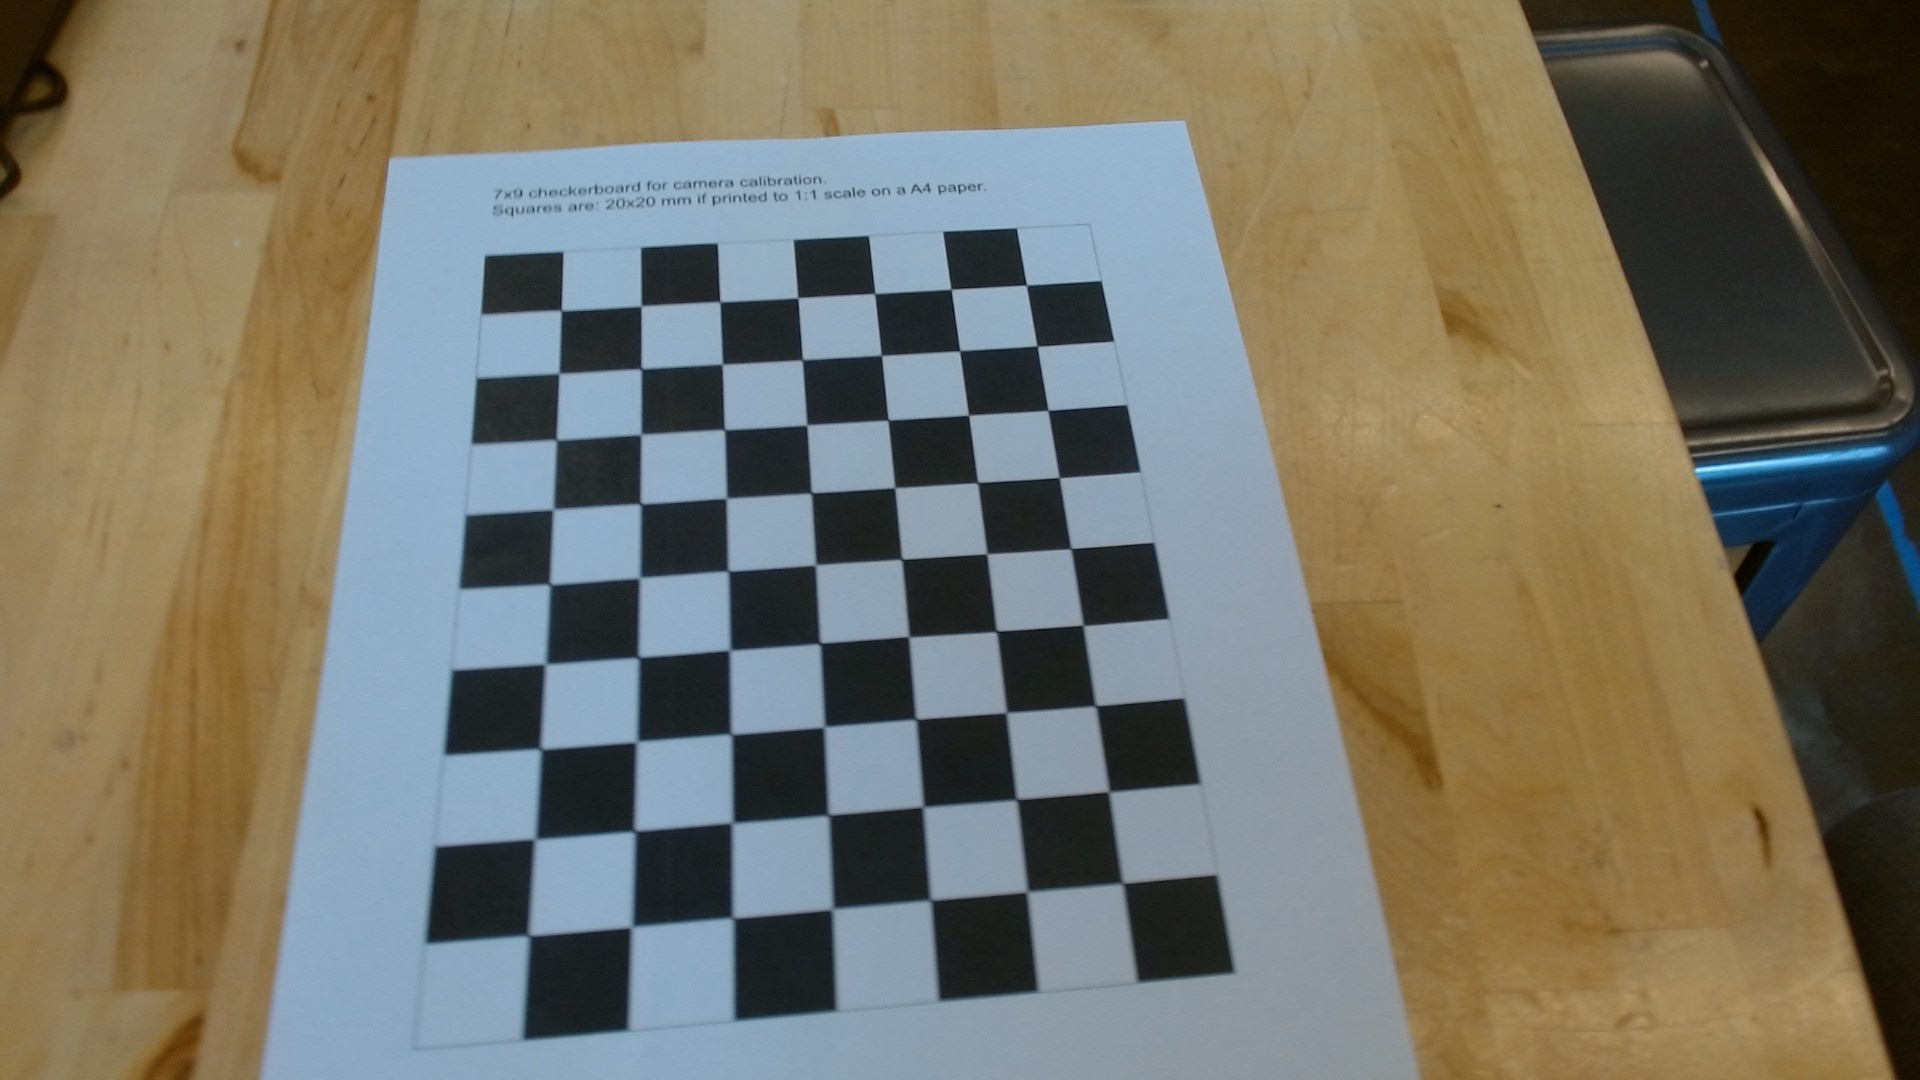 7x9 checkerboard for camera calibration.
Squares are: 20x20 mm if printed to 1:1 scale on a A4 paper.